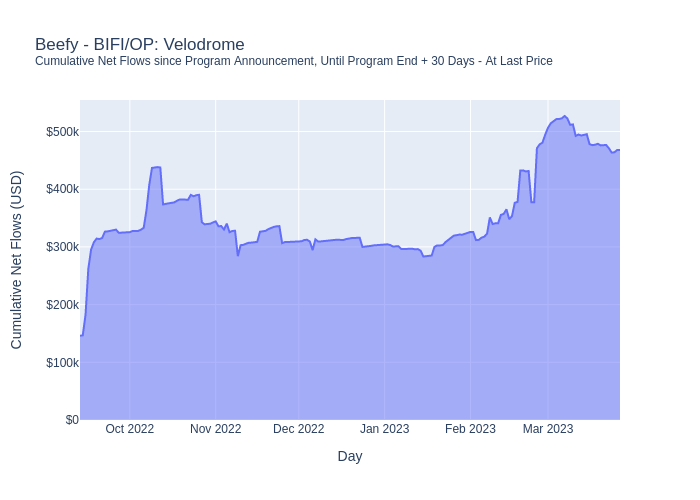 Beefy - BIFI/OP: Velodrome
Cumulative Net Flows since Program Announcement, Until Program End + 30 Days - At Last Price
Cumulative Net Flows (USD)
$500k
$400k
$300k
$200k
$100k
$0
Oct 2022
Nov 2022
Dec 2022
Jan 2023
Feb 2023
Mar 2023
Day